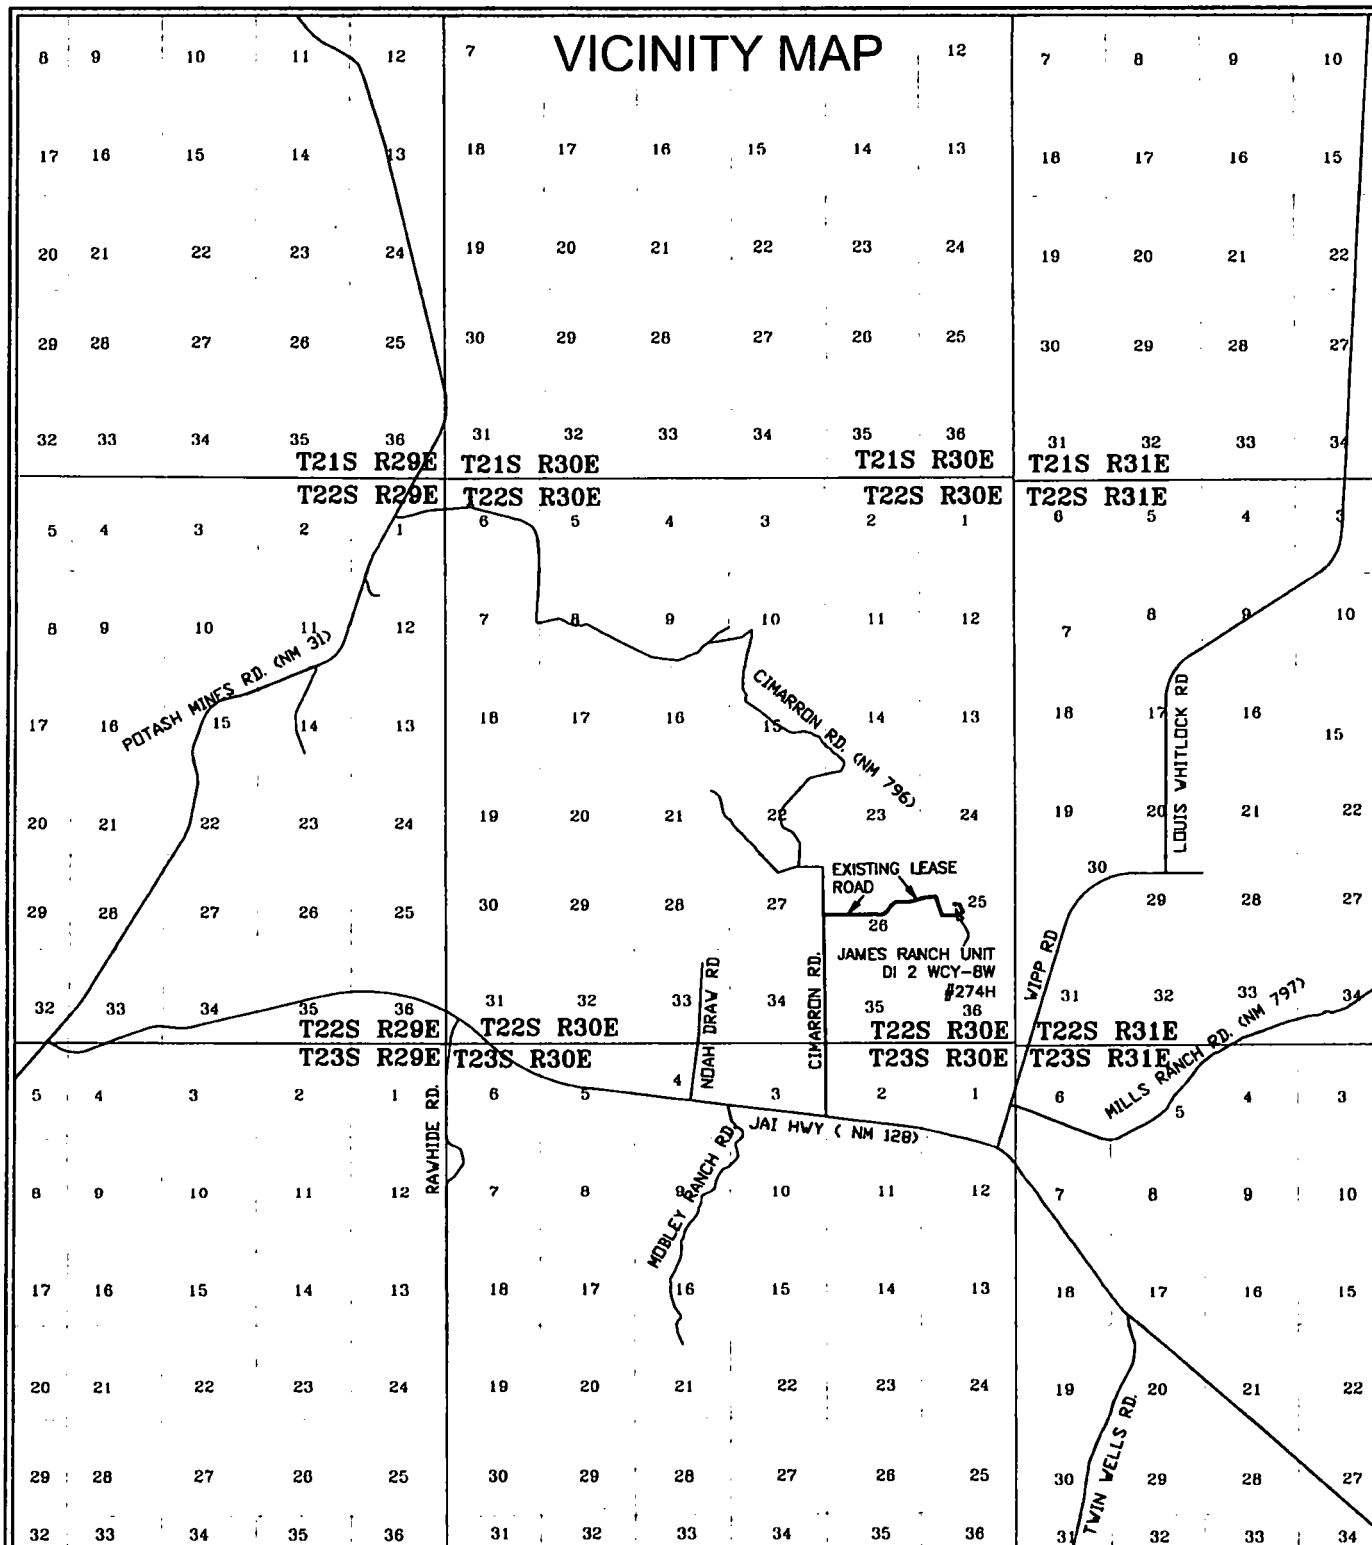 VICINITY MAP
8 9 10 11 12 7 12 7 8 9 10
17 16 15 14 13 18 17 16 15 14 13 18 17 16 15
20 21 22 23 24 19 20 21 22 23 24 19 20 21 22
29 28 27 26 25 30 29 28 27 26 25 30 29 28 27
32 33 34 35 36 31 32 33 34 35 36 31 32 33 34
T21S R29E T21S R30E T21S R30E T21S R31E
T22S R29E T22S R30E T22S R30E T22S R31E
5 4 3 2 1 6 5 4 3 2 1 6 5 4 3
8 9 10 11 12 7 8 9 10 11 12 7 8 9 10
POTASH MINES RD. (NM 31)
CIMARRON RD. (NM 796)
LOUIS WHITLOCK RD
17 16 15 14 13 18 17 16 15 14 13 18 17 16 15
20 21 22 23 24 19 20 21 22 23 24 19 20 21 22
EXISTING LEASE
ROAD
29 28 27 26 25 30 29 28 27 26 25 30 29 28 27
JAMES RANCH UNIT
DI 2 WCY-8W
#274H
NOAH DRAW RD
CIMARRON RD.
WIPP RD
32 33 34 35 36 31 32 33 34 35 36 31 32 33 34
T22S R29E T22S R30E T22S R30E T22S R31E
T23S R29E T23S R30E T23S R30E T23S R31E
MILLS RANCH RD. (NM 797)
5 4 3 2 1 6 5 4 3 2 1 6 5 4 3
RAWHIDE RD.
JAI HWY ( NM 128)
MOBLEY RANCH RD.
8 9 10 11 12 7 8 9 10 11 12 7 8 9 10
17 16 15 14 13 18 17 16 15 14 13 18 17 16 15
20 21 22 23 24 19 20 21 22 23 24 19 20 21 22
TWIN WELLS RD.
29 28 27 26 25 30 29 28 27 26 25 30 29 28 27
32 33 34 35 36 31 32 33 34 35 36 31 32 33 34